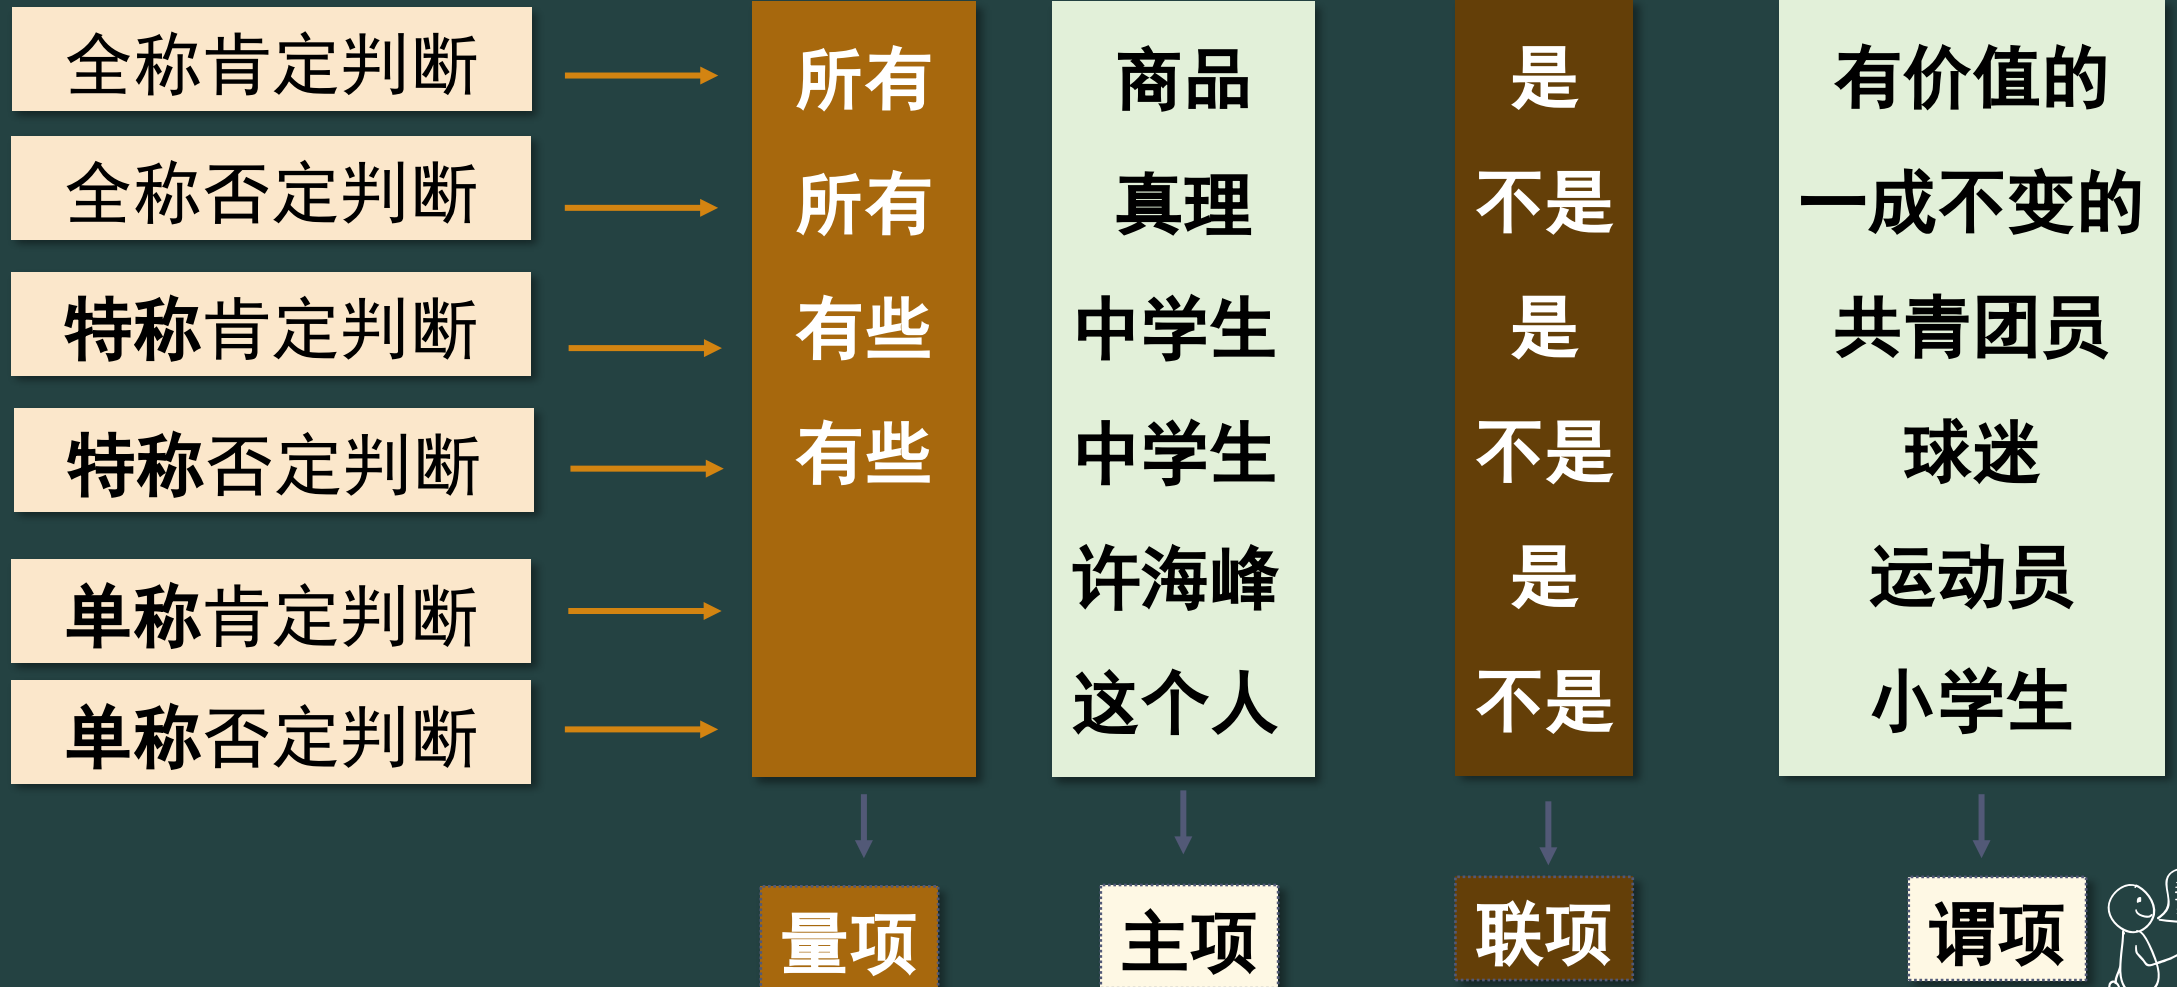 全称肯定判断 所有 商品 是 有价值的
全称否定判断 所有 真理 不是 一成不变的
特称肯定判断 有些 中学生 是 共青团员
特称否定判断 有些 中学生 不是 球迷
单称肯定判断 许海峰 是 运动员
单称否定判断 这个人 不是 小学生
量项 主项 联项 谓项